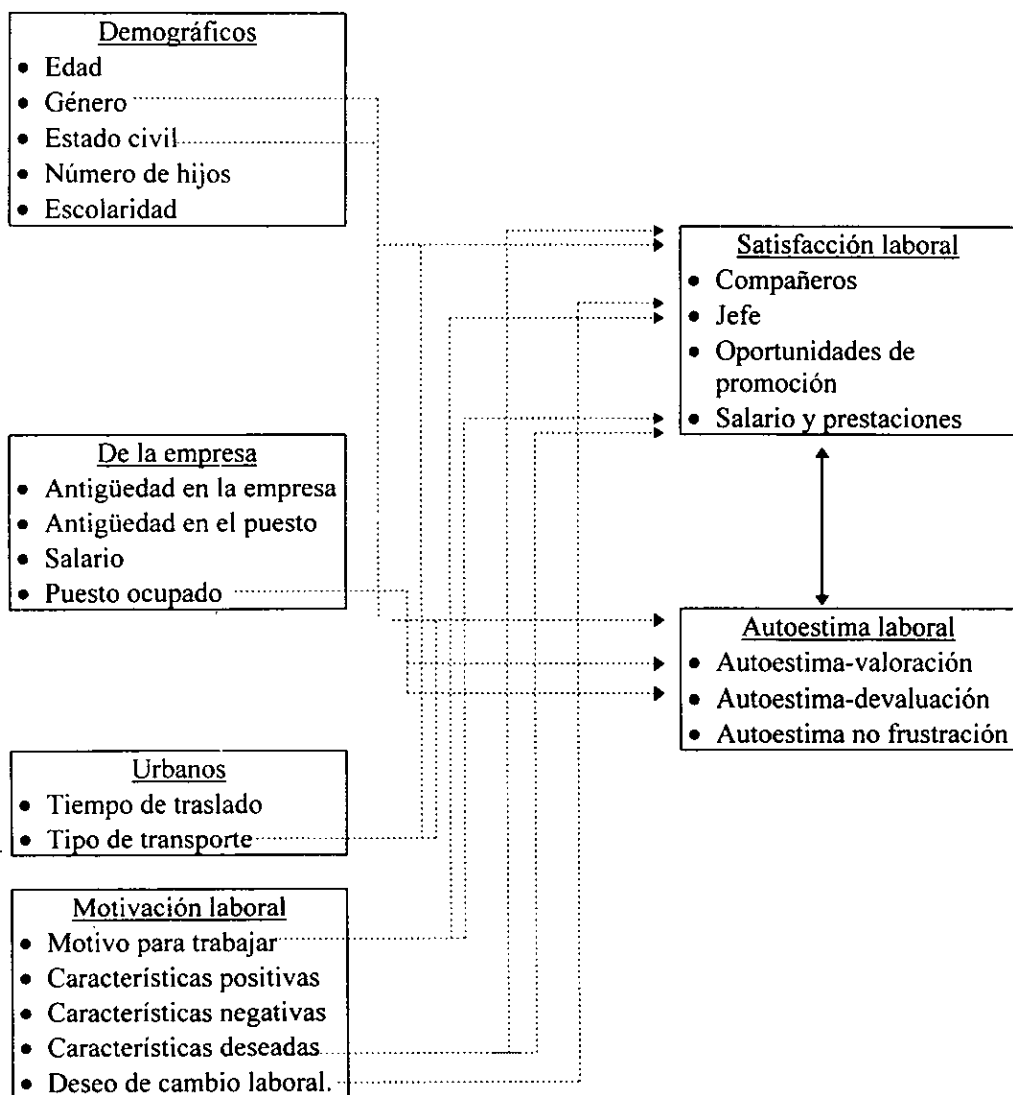 Demográficos
• Edad
• Género
• Estado civil
• Número de hijos
• Escolaridad
Satisfacción laboral
• Compañeros
• Jefe
• Oportunidades de
promoción
• Salario y prestaciones
De la empresa
• Antigüedad en la empresa
• Antigüedad en el puesto
• Salario
• Puesto ocupado
Autoestima laboral
• Autoestima-valoración
• Autoestima-devaluación
• Autoestima no frustración
Urbanos
• Tiempo de traslado
• Tipo de transporte
Motivación laboral
• Motivo para trabajar
• Características positivas
• Características negativas
• Características deseadas
• Deseo de cambio laboral.